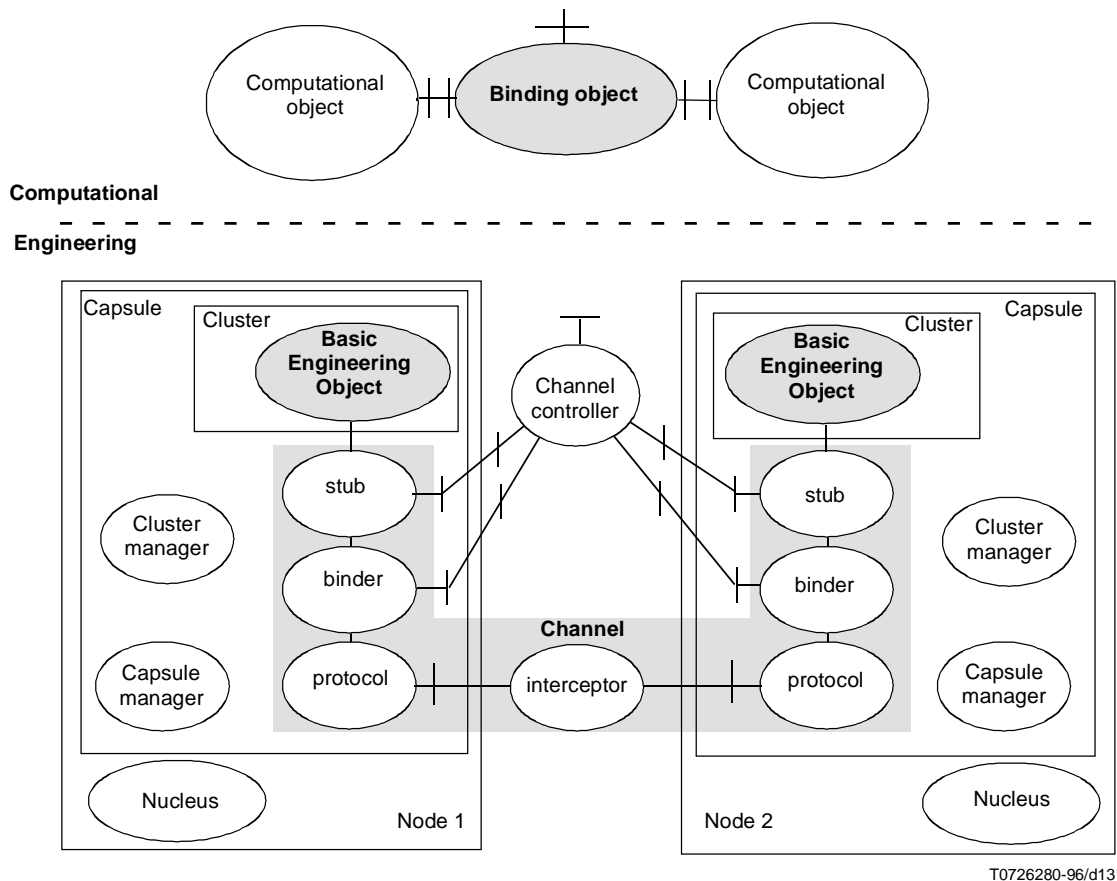 Computational
object
Binding object
Computational
object
Computational
Engineering
Capsule
Cluster
Basic
Engineering
Object
Channel
controller
Cluster
Capsule
Basic
Engineering
Object
stub
stub
Cluster
manager
Cluster
manager
binder
binder
Channel
Capsule
manager
protocol
interceptor
protocol
Capsule
manager
Nucleus
Node 1
Node 2
Nucleus
T0726280-96/d13